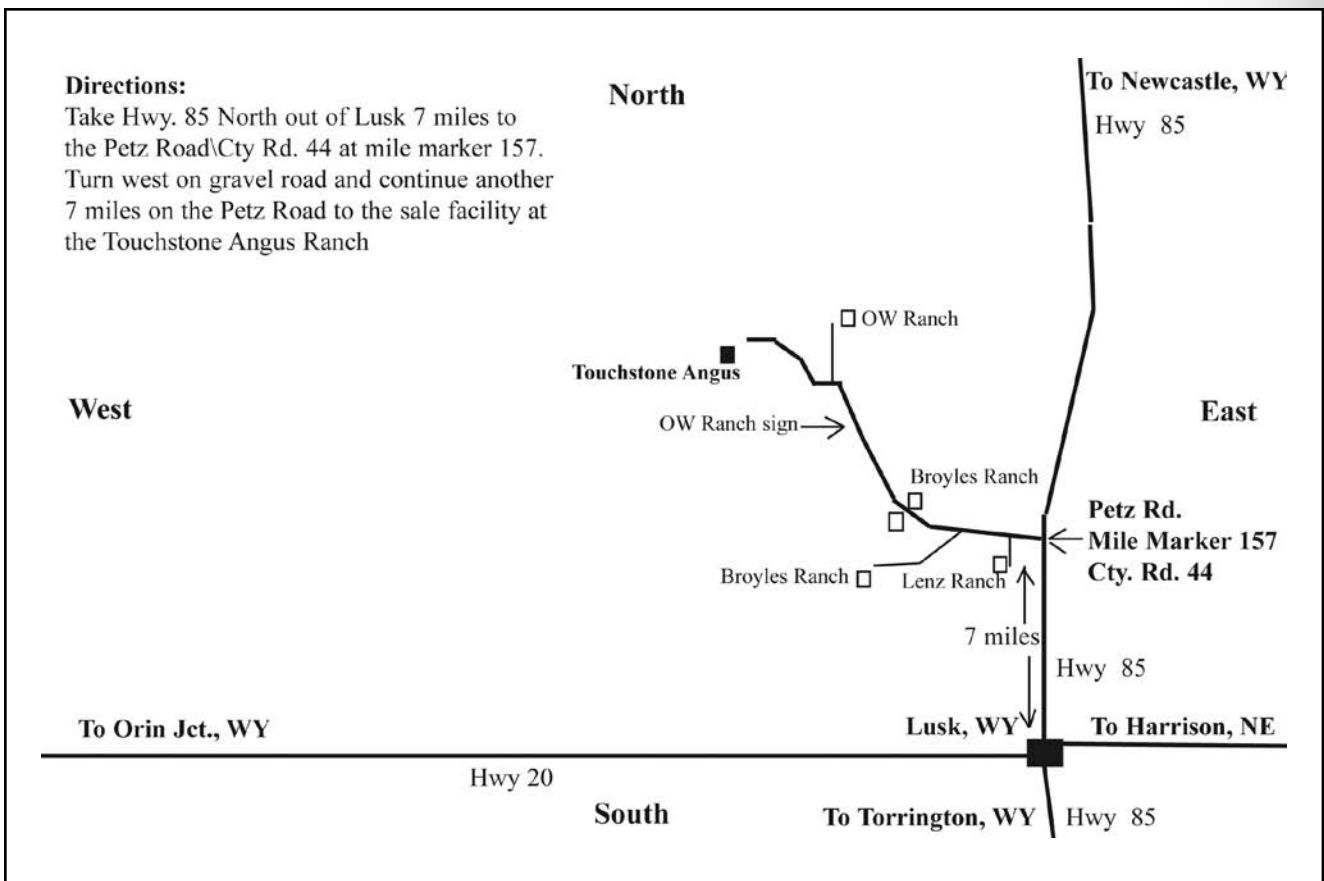 Directions:
Take Hwy. 85 North out of Lusk 7 miles to
the Petz Road\Cty Rd. 44 at mile marker 157.
Turn west on gravel road and continue another
7 miles on the Petz Road to the sale facility at
the Touchstone Angus Ranch
North
To Newcastle, WY
Hwy 85
OW Ranch
Touchstone Angus
West
East
OW Ranch sign
Broyles Ranch
Petz Rd.
Mile Marker 157
Cty. Rd. 44
Broyles Ranch
Lenz Ranch
7 miles
Hwy 85
To Orin Jct., WY
Lusk, WY
To Harrison, NE
Hwy 20
South
To Torrington, WY
Hwy 85